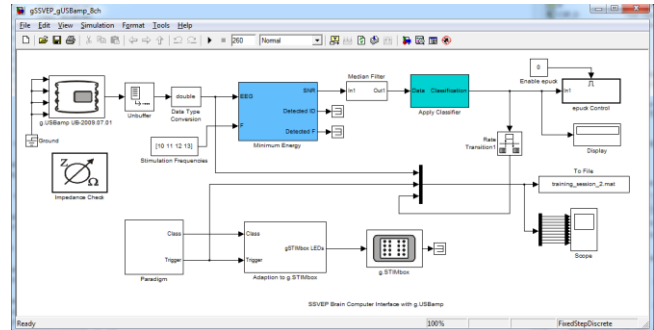 gSSVEP_gUSBamp_8ch
File Edit View Simulation Format Tools Help
260
Normal
g.USBamp UB-2009.07.01
Ground
Unbuffer
double
Data Type
Conversion
[10 11 12 13]
Stimulation Frequencies
EEG
F
SNR
Detected ID
Detected F
Minimum Energy
Median Filter
In1
Out1
Data
Classification
Apply Classifier
0
Enable epuck
In1
epuck Control
Display
Rate
Transition1
To File
training_session_2.mat
Scope
Z
Ω
Impedance Check
Class
Trigger
Paradigm
Class
Trigger
gSTIMbox LEDs
Adaption to g.STIMbox
g.STIMbox
SSVEP Brain Computer Interface with g.USBamp
Ready
100%
FixedStepDiscrete